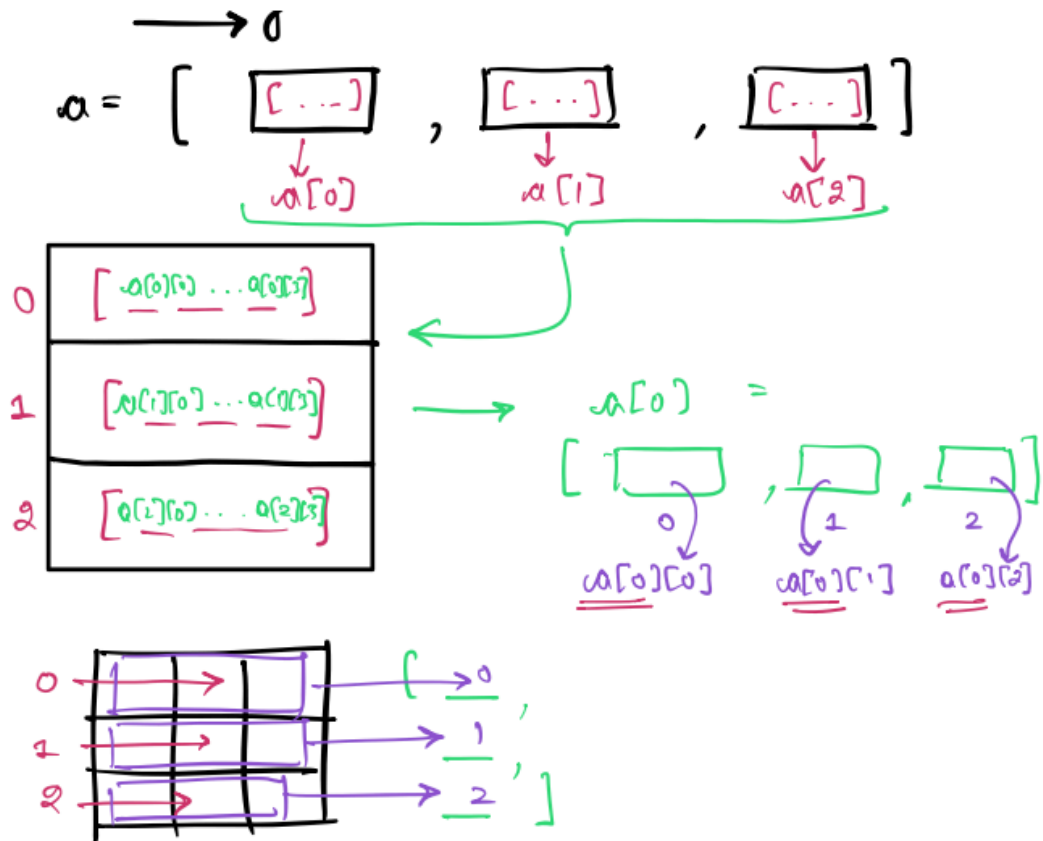 0
a = [ [...] , [...] , [...] ]
a[0] a[1] a[2]
0 [ a[0][0] ... a[0][3] ]
1 [ a[1][0] ... a[1][3] ]
a[0] =
[ , , ]
0 1 2
2 [ a[2][0] .... a[2][3] ]
a[0][0] a[0][1] a[0][2]
0 [ 0 ,
1 1 ,
2 2 ]